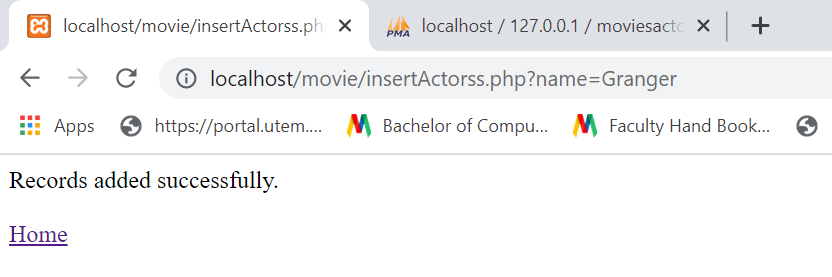 localhost/movie/insertActorss.ph
PMA localhost / 127.0.0.1 / moviesacto
localhost/movie/insertActorss.php?name=Granger
Apps https://portal.utem.... Bachelor of Compu... Faculty Hand Book...
Records added successfully.
Home